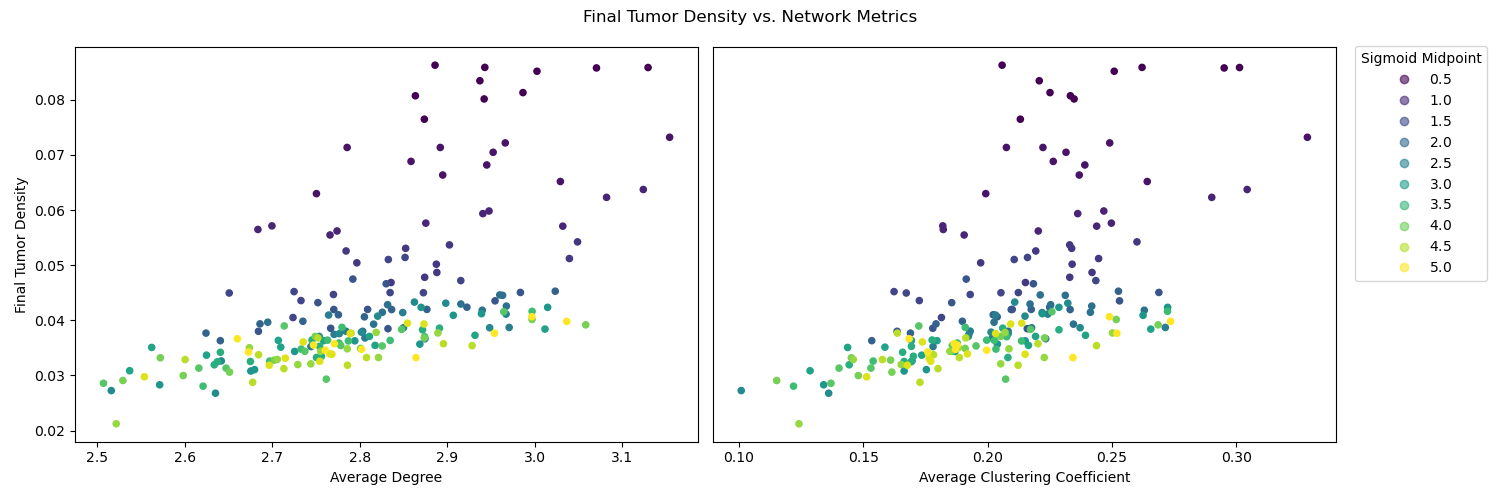 Final Tumor Density vs. Network Metrics
Final Tumor Density
0.08
0.07
0.06
0.05
0.04
0.03
0.02
2.5 2.6 2.7 2.8 2.9 3.0 3.1
Average Degree
0.10 0.15 0.20 0.25 0.30
Average Clustering Coefficient
Sigmoid Midpoint
0.5
1.0
1.5
2.0
2.5
3.0
3.5
4.0
4.5
5.0